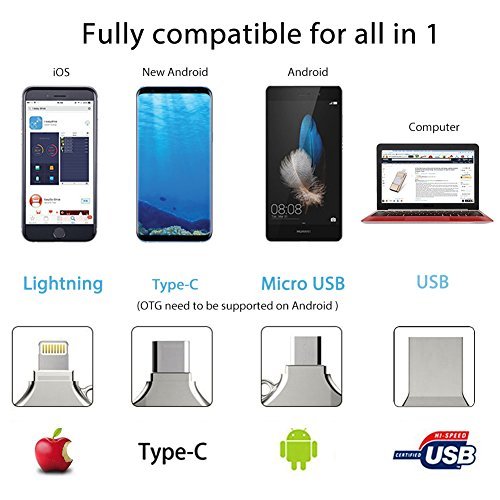 Fully compatible for all in 1
iOS
New Android
Android
Computer
08:08
HUAWEI
Lightning
Type-C
Micro USB
USB
(OTG need to be supported on Android )
Type-C
HI-SPEED
CERTIFIED
USB